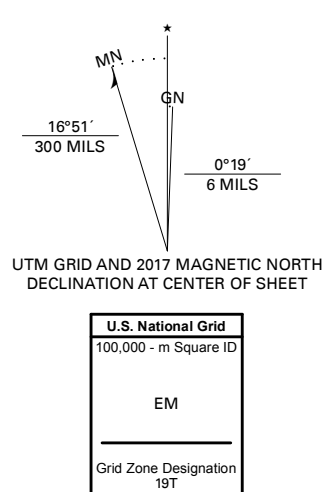 ★
MN
GN
16°51´
300 MILS
0°19´
6 MILS
UTM GRID AND 2017 MAGNETIC NORTH
DECLINATION AT CENTER OF SHEET
U.S. National Grid
100,000 - m Square ID
EM
Grid Zone Designation
19T